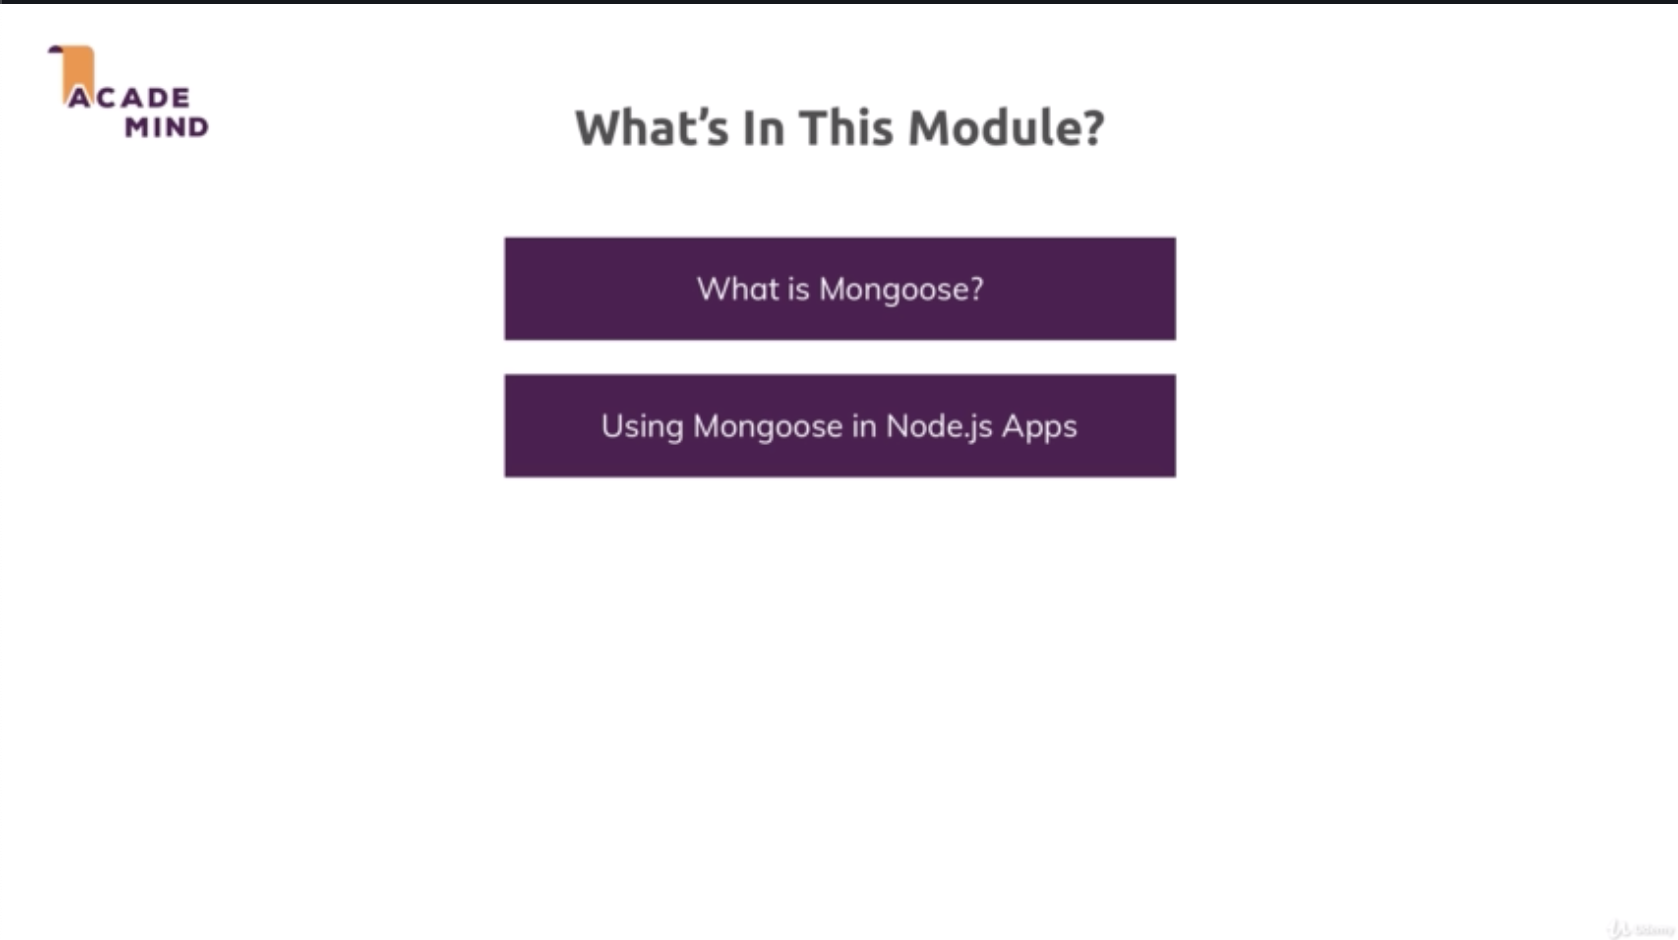 ACADE
MIND
What's In This Module?
What is Mongoose?
Using Mongoose in Node.js Apps
Udemy